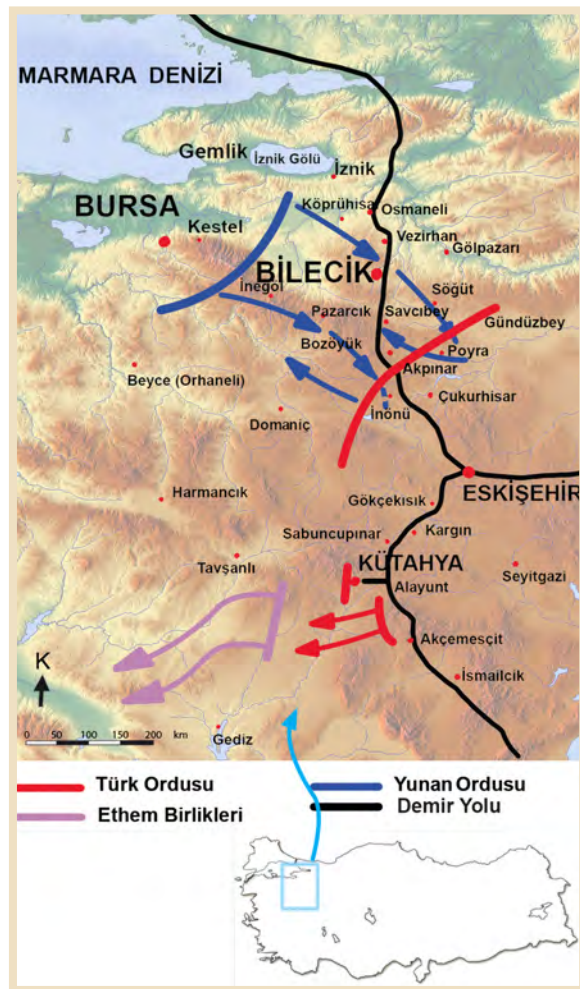 MARMARA DENİZİ
Gemlik
İznik Gölü
İznik
BURSA
Kestel
Köprühisa
Osmaneli
Vezirhan
Gölpazarı
BİLECİK
İnegöl
Söğüt
Pazarcık
Savcıbey
Gündüzbey
Bozöyük
Poyra
Akpınar
Beyce (Orhaneli)
Çukurhisar
İnönü
Domaniç
ESKİŞEHİR
Harmancık
Gökçekısık
Kargın
Sabuncupınar
KÜTAHYA
Tavşanlı
Seyitgazi
Alayunt
Akçemesçit
K
İsmailcik
Gediz
0 50 100 150 200 km
Türk Ordusu
Yunan Ordusu
Ethem Birlikleri
Demir Yolu